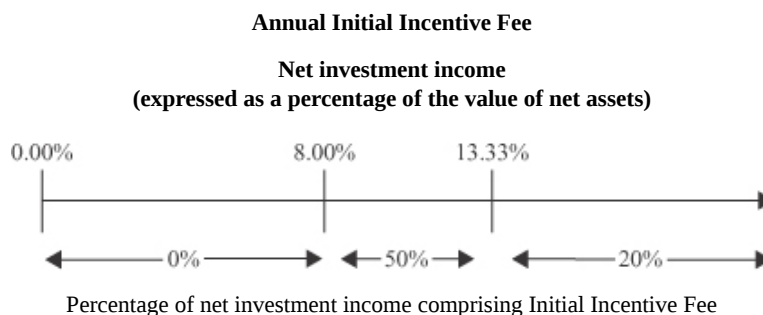 Annual Initial Incentive Fee
Net investment income
(expressed as a percentage of the value of net assets)
0.00% 8.00% 13.33%
0% 50% 20%
Percentage of net investment income comprising Initial Incentive Fee